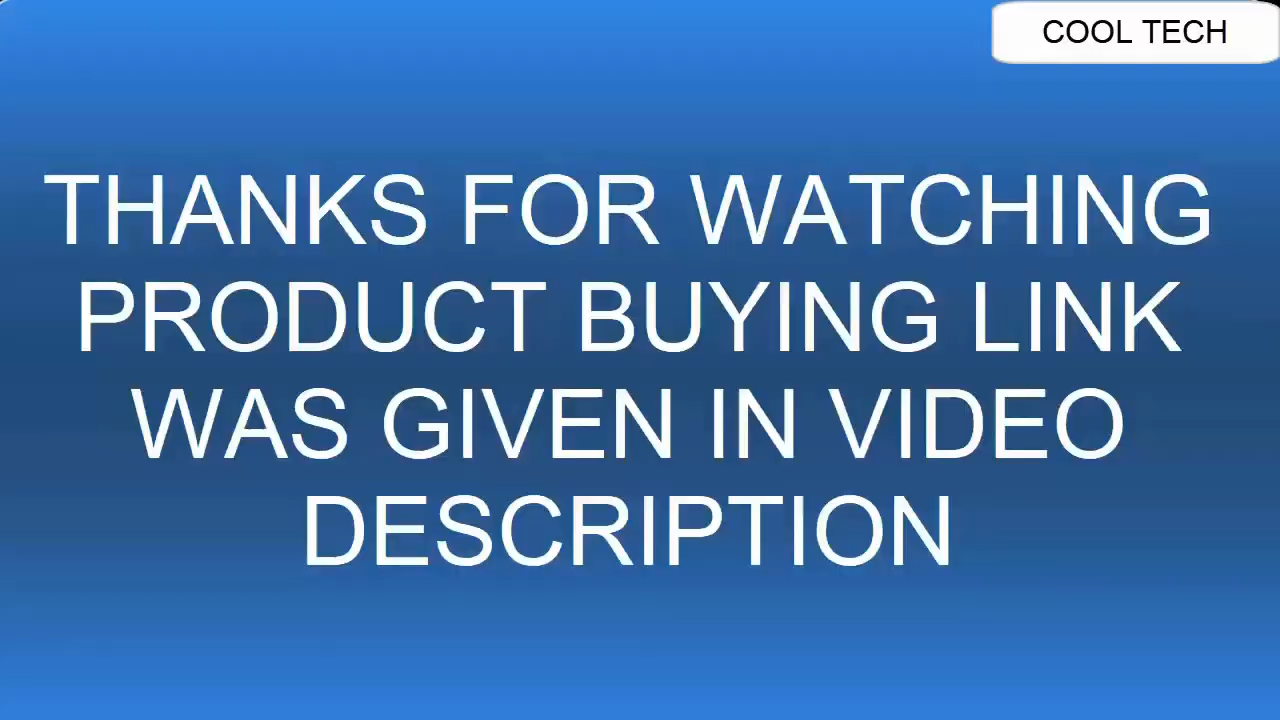 COOL TECH
THANKS FOR WATCHING
PRODUCT BUYING LINK
WAS GIVEN IN VIDEO
DESCRIPTION